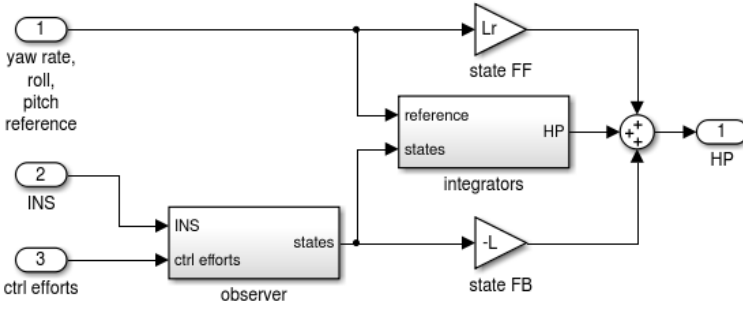 1
yaw rate,
roll,
pitch
reference
Lr
state FF
reference
states
HP
integrators
+
+
+
1
HP
2
INS
INS
ctrl efforts
states
observer
3
ctrl efforts
-L
state FB